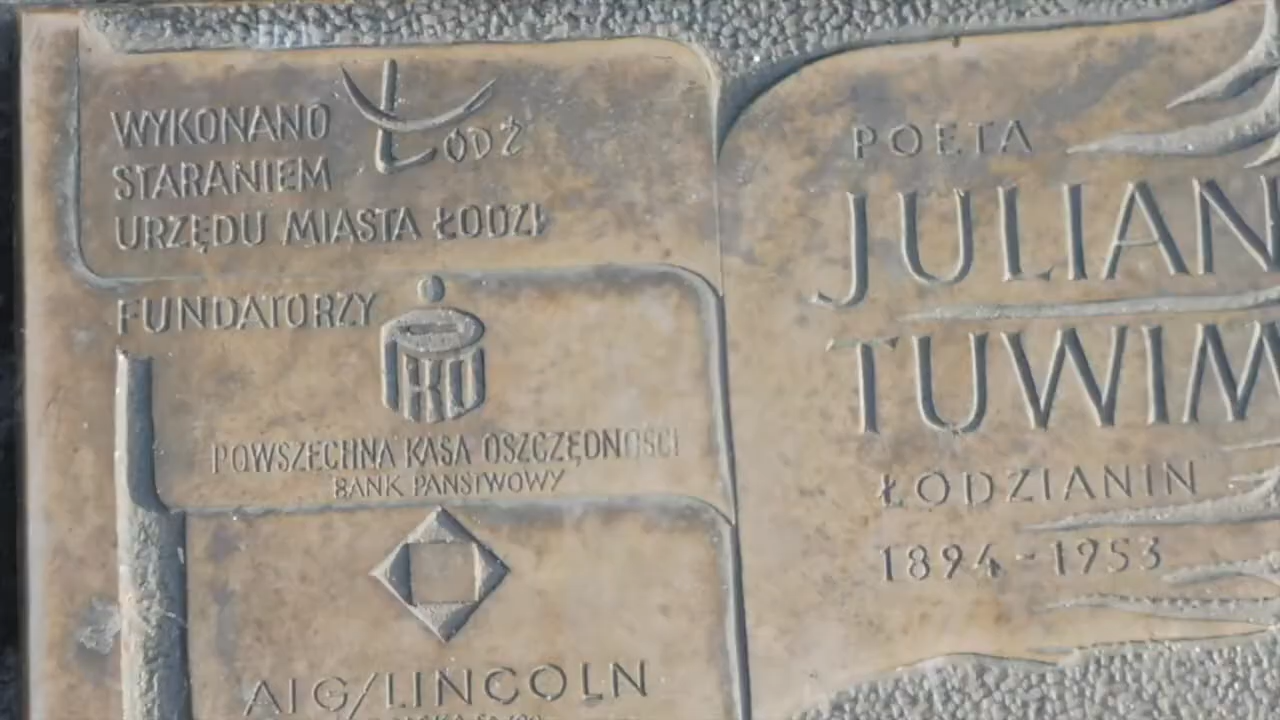 WYKONANO
STARANIEM
URZĘDU MIASTA ŁODZI
ŁÓDŹ
FUNDATORZY
PKO
POWSZECHNA KASA OSZCZĘDNOŚCI
BANK PAŃSTWOWY
AIG/LINCOLN
POETA
JULIAN
TUWIM
ŁODZIANIN
1894-1953